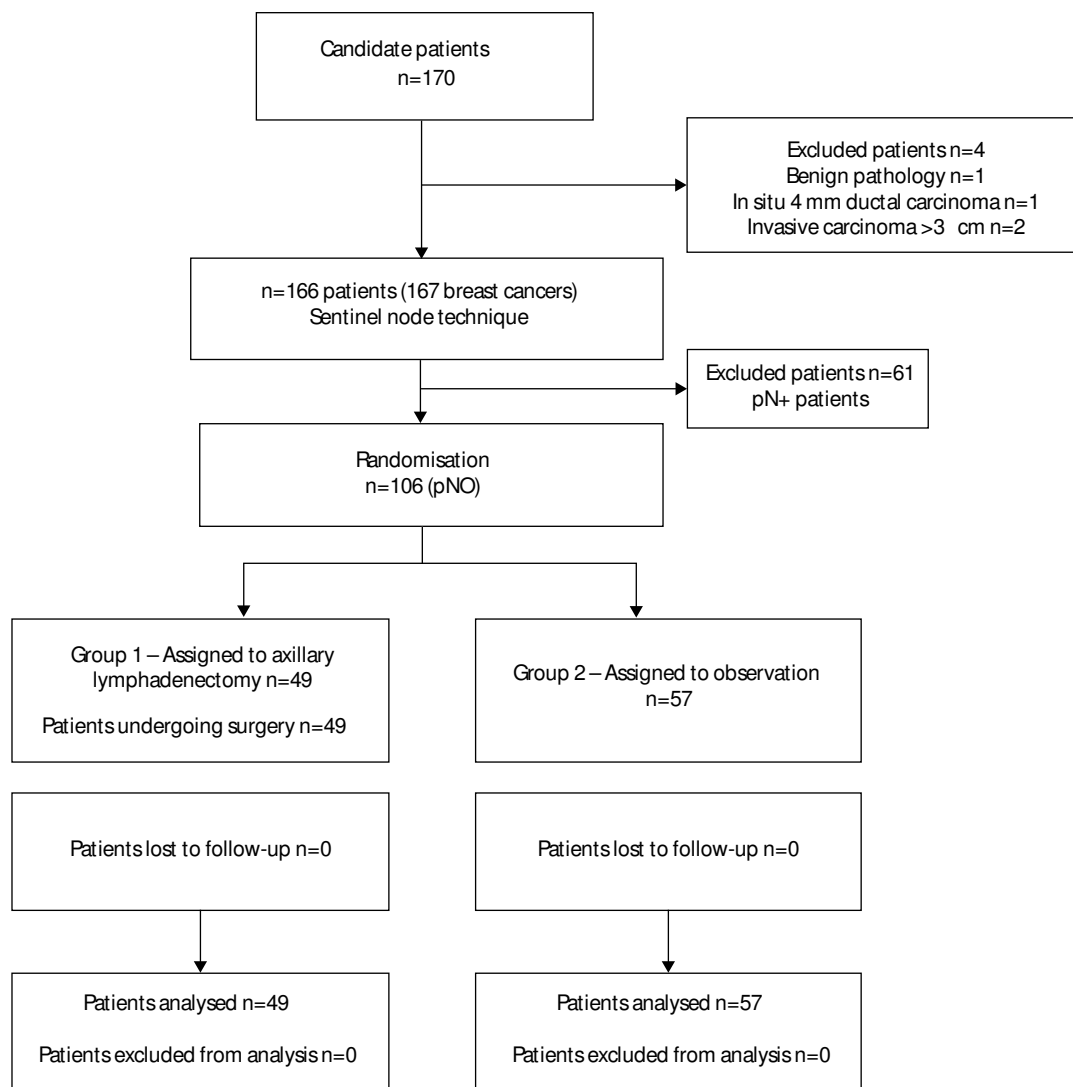 Candidate patients
n=170
Excluded patients n=4
Benign pathology n=1
In situ 4 mm ductal carcinoma n=1
Invasive carcinoma >3 cm n=2
n=166 patients (167 breast cancers)
Sentinel node technique
Excluded patients n=61
pN+ patients
Randomisation
n=106 (pNO)
Group 1 – Assigned to axillary
lymphadenectomy n=49
Patients undergoing surgery n=49
Group 2 – Assigned to observation
n=57
Patients lost to follow-up n=0
Patients lost to follow-up n=0
Patients analysed n=49
Patients excluded from analysis n=0
Patients analysed n=57
Patients excluded from analysis n=0